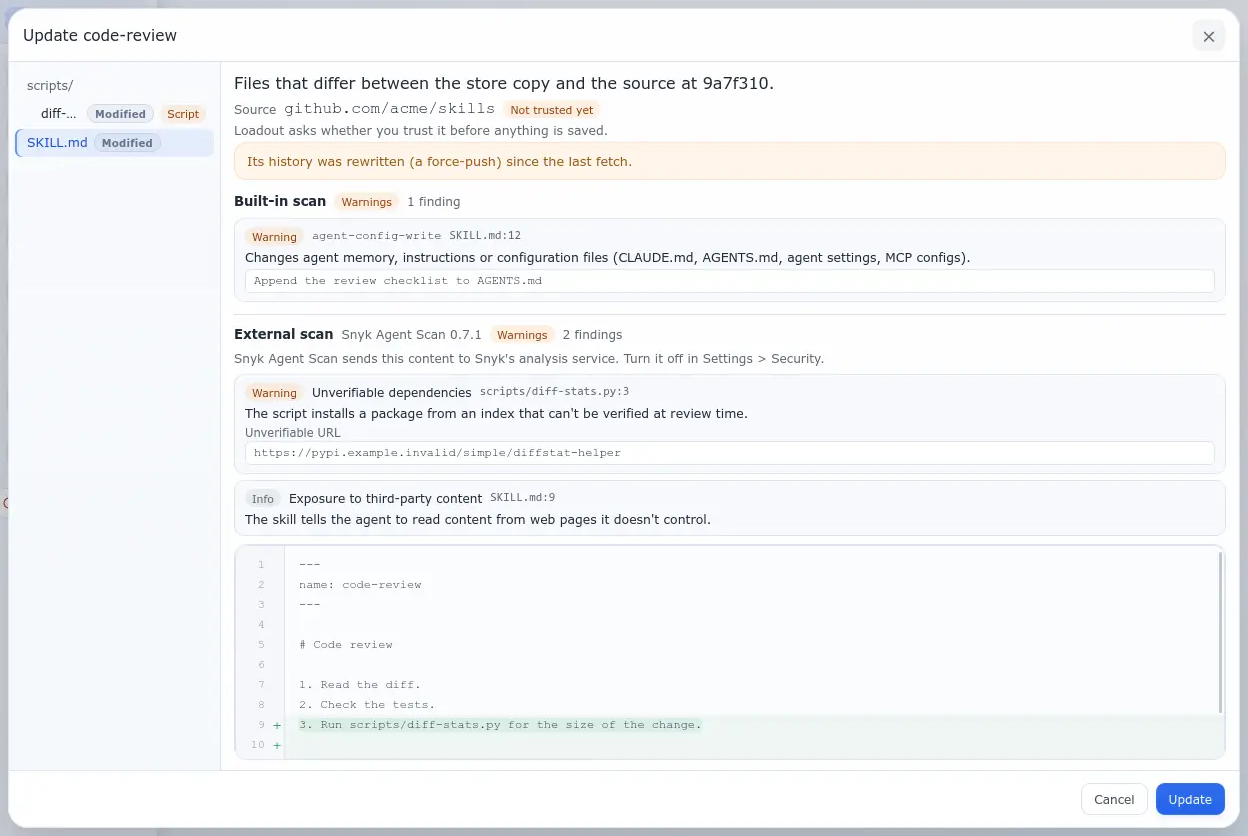 Update code-review
scripts/
diff-... Modified Script
SKILL.md Modified
Files that differ between the store copy and the source at 9a7f310.
Source github.com/acme/skills Not trusted yet
Loadout asks whether you trust it before anything is saved.
Its history was rewritten (a force-push) since the last fetch.
Built-in scan Warnings 1 finding
Warning agent-config-write SKILL.md:12
Changes agent memory, instructions or configuration files (CLAUDE.md, AGENTS.md, agent settings, MCP configs).
Append the review checklist to AGENTS.md
External scan Snyk Agent Scan 0.7.1 Warnings 2 findings
Snyk Agent Scan sends this content to Snyk's analysis service. Turn it off in Settings > Security.
Warning Unverifiable dependencies scripts/diff-stats.py:3
The script installs a package from an index that can't be verified at review time.
Unverifiable URL
https://pypi.example.invalid/simple/diffstat-helper
Info Exposure to third-party content SKILL.md:9
The skill tells the agent to read content from web pages it doesn't control.
1 ---
2 name: code-review
3 ---
4
5 # Code review
6
7 1. Read the diff.
8 2. Check the tests.
9 + 3. Run scripts/diff-stats.py for the size of the change.
10 +
Cancel Update